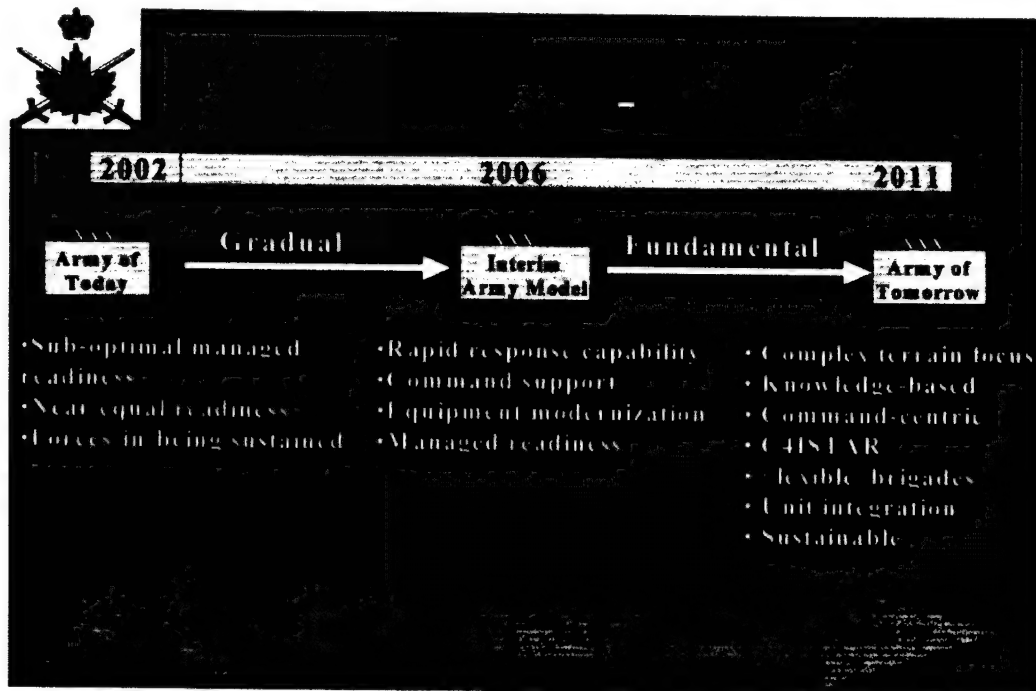 2002 2006 2011
Gradual Fundamental
Army of
Today
Interim
Army Model
Army of
Tomorrow
•Sub-optimal managed
readiness
•Near equal readiness
•Forces in being sustained
•Rapid response capability
•Command support
•Equipment modernization
•Managed readiness
• Complex terrain focus
• Knowledge-based
• Command-centric
• C4ISTAR
• Flexible brigades
• Unit integration
• Sustainable